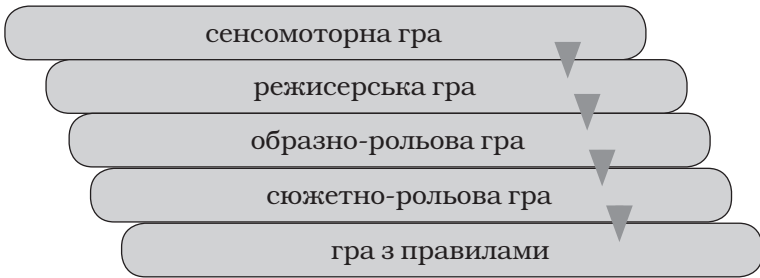 сенсомоторна гра
режисерська гра
образно-рольова гра
сюжетно-рольова гра
гра з правилами